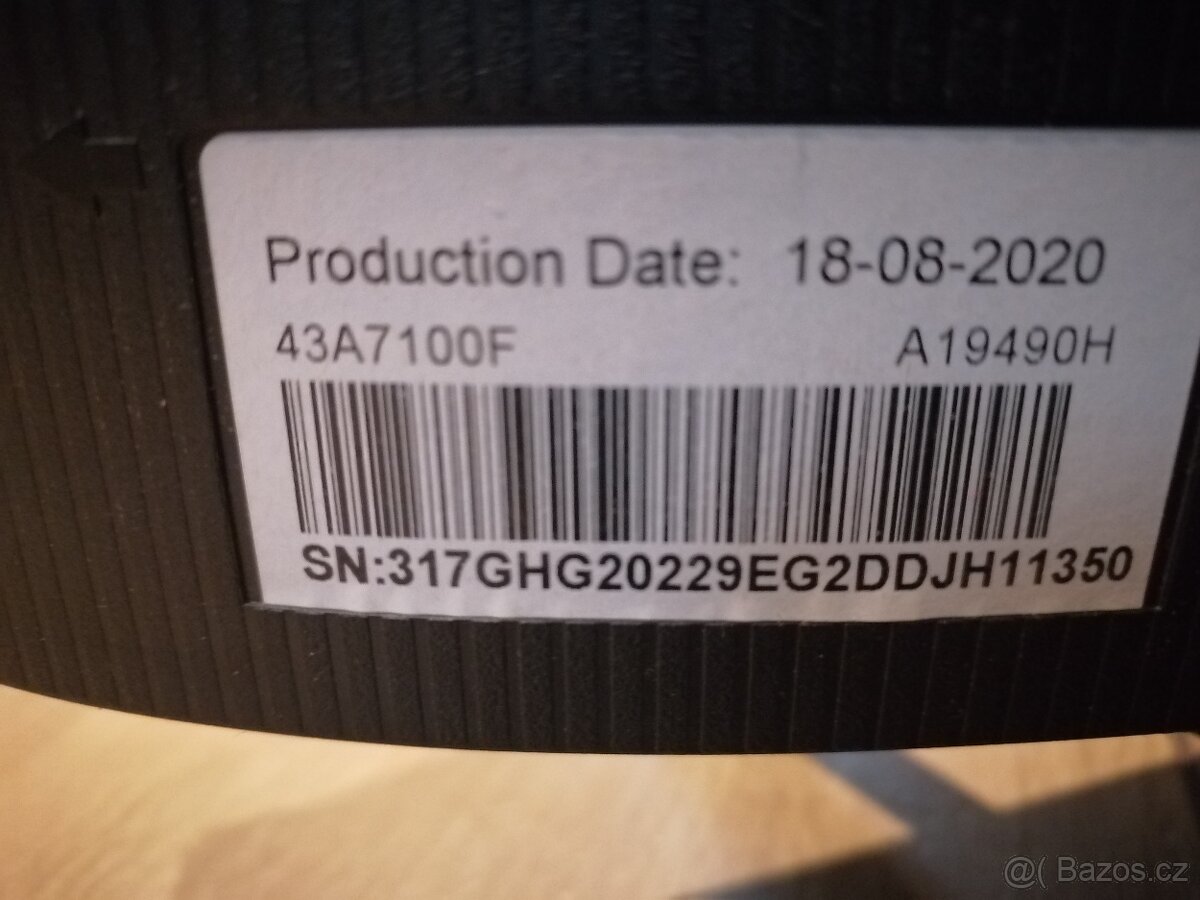 Production Date: 18-08-2020
43A7100F A19490H
SN:317GHG20229EG2DDJH11350
@( Bazos.cz